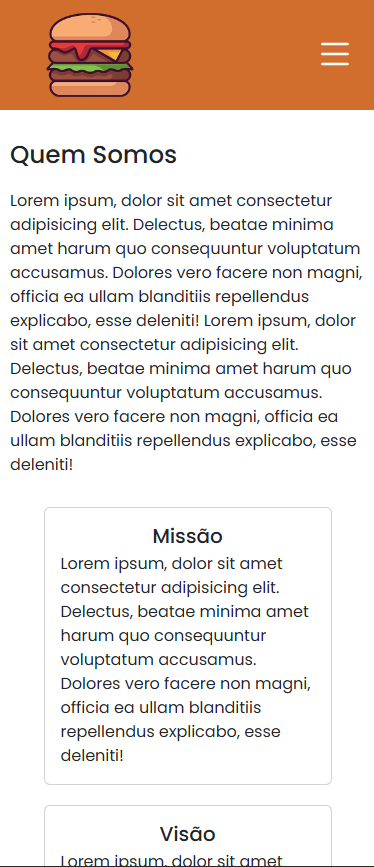 Quem Somos
Lorem ipsum, dolor sit amet consectetur
adipisicing elit. Delectus, beatae minima
amet harum quo consequuntur voluptatum
accusamus. Dolores vero facere non magni,
officia ea ullam blanditiis repellendus
explicabo, esse deleniti! Lorem ipsum, dolor
sit amet consectetur adipisicing elit.
Delectus, beatae minima amet harum quo
consequuntur voluptatum accusamus.
Dolores vero facere non magni, officia ea
ullam blanditiis repellendus explicabo, esse
deleniti!
Missão
Lorem ipsum, dolor sit amet
consectetur adipisicing elit.
Delectus, beatae minima amet
harum quo consequuntur
voluptatum accusamus.
Dolores vero facere non magni,
officia ea ullam blanditiis
repellendus explicabo, esse
deleniti!
Visão
Lorem ipsum, dolor sit amet